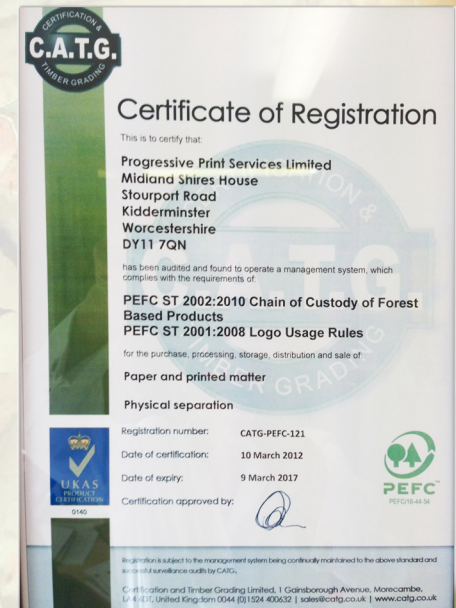 CERTIFICATION &
C.A.T.G.
TIMBER GRADING
Certificate of Registration
This is to certify that:
Progressive Print Services Limited
Midland Shires House
Stourport Road
Kidderminster
Worcestershire
DY11 7QN
has been audited and found to operate a management system, which
complies with the requirements of:
PEFC ST 2002:2010 Chain of Custody of Forest
Based Products
PEFC ST 2001:2008 Logo Usage Rules
for the purchase, processing, storage, distribution and sale of
Paper and printed matter
Physical separation
Registration number: CATG-PEFC-121
Date of certification: 10 March 2012
Date of expiry: 9 March 2017
Certification approved by:
UKAS
PRODUCT
CERTIFICATION
0140
PEFC™
PEFC/16-44-54
Registration is subject to the management system being continually maintained to the above standard and
successful surveillance audits by CATG.
Certification and Timber Grading Limited, 1 Gainsborough Avenue, Morecambe,
United Kingdom 0044 (0)1524 400632 | sales@catg.co.uk | www.catg.co.uk